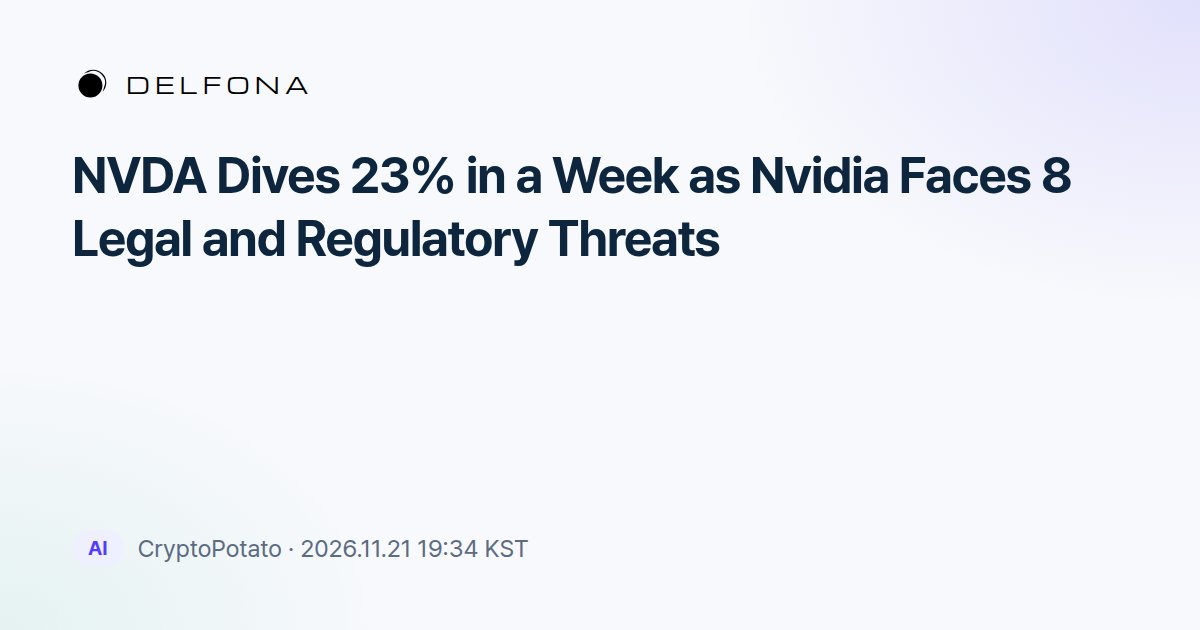 DELFONA
NVDA Dives 23% in a Week as Nvidia Faces 8
Legal and Regulatory Threats
AI CryptoPotato · 2026.11.21 19:34 KST